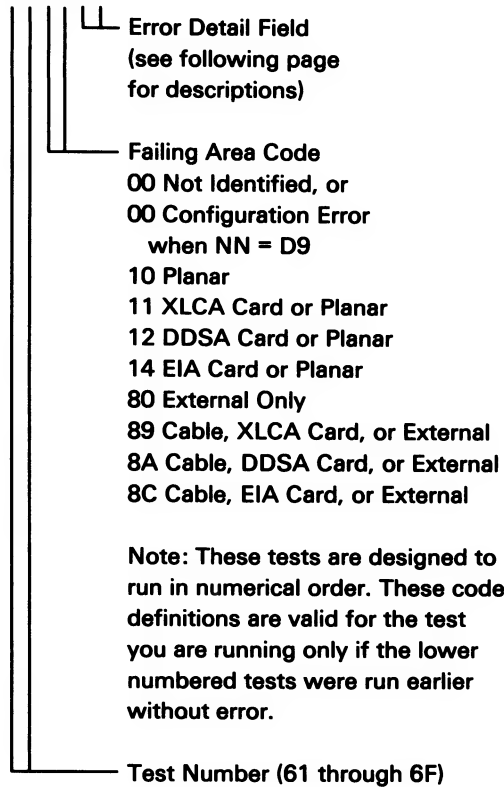 Error Detail Field
(see following page
for descriptions)
Failing Area Code
00 Not Identified, or
00 Configuration Error
when NN = D9
10 Planar
11 XLCA Card or Planar
12 DDSA Card or Planar
14 EIA Card or Planar
80 External Only
89 Cable, XLCA Card, or External
8A Cable, DDSA Card, or External
8C Cable, EIA Card, or External
Note: These tests are designed to
run in numerical order. These code
definitions are valid for the test
you are running only if the lower
numbered tests were run earlier
without error.
Test Number (61 through 6F)